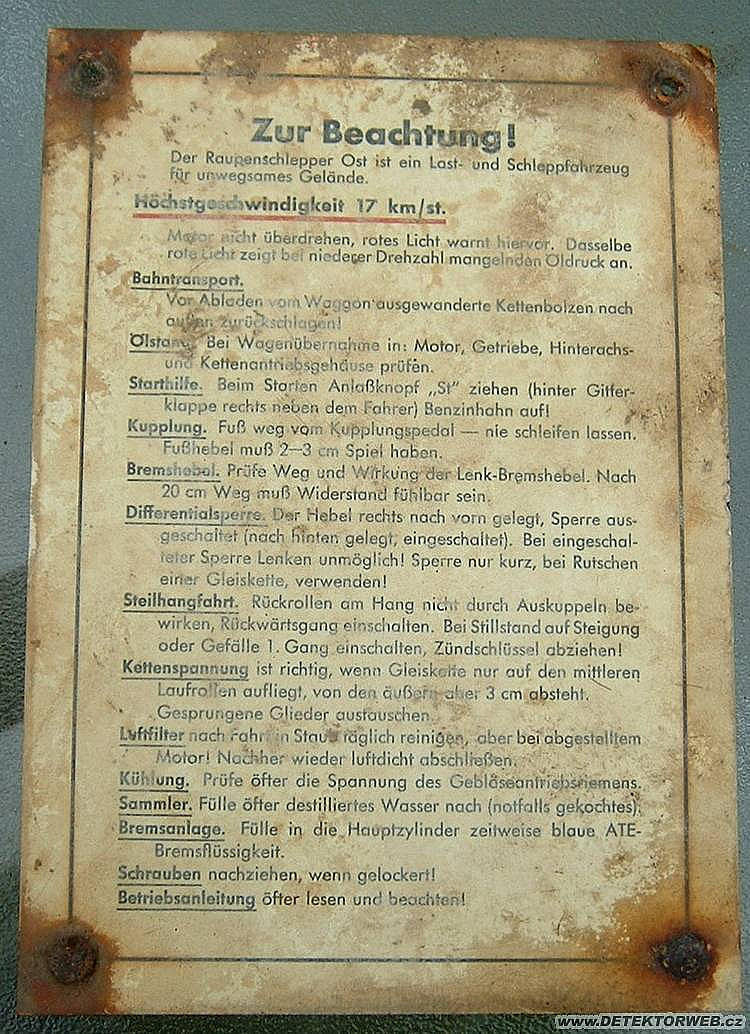 Zur Beachtung!
Der Raupenschlepper Ost ist ein Last- und Schleppfahrzeug
für unwegsames Gelände.
Höchstgeschwindigkeit 17 km/st.
Motor nicht überdrehen, rotes Licht warnt hiervor. Dasselbe
rote Licht zeigt bei niederer Drehzahl mangelnden Öldruck an.
Bahntransport.
Vor Abladen vom Waggon ausgewanderte Kettenbolzen nach
außen zurückschlagen!
Ölstand. Bei Wagenübernahme in: Motor, Getriebe, Hinterachs-
und Kettenantriebsgehäuse prüfen.
Starthilfe. Beim Starten Anlaßknopf „St" ziehen (hinter Gitter-
klappe rechts neben dem Fahrer) Benzinhahn auf!
Kupplung. Fuß weg vom Kupplungspedal — nie schleifen lassen.
Fußhebel muß 2—3 cm Spiel haben.
Bremshebel. Prüfe Weg und Wirkung der Lenk-Bremshebel. Nach
20 cm Weg muß Widerstand fühlbar sein.
Differentialsperre. Der Hebel rechts nach vorn gelegt, Sperre aus-
geschaltet (nach hinten gelegt, eingeschaltet). Bei eingeschal-
teter Sperre Lenken unmöglich! Sperre nur kurz, bei Rutschen
einer Gleiskette, verwenden!
Steilhangfahrt. Rückrollen am Hang nicht durch Auskuppeln be-
wirken, Rückwärtsgang einschalten. Bei Stillstand auf Steigung
oder Gefälle 1. Gang einschalten, Zündschlüssel abziehen!
Kettenspannung ist richtig, wenn Gleiskette nur auf den mittleren
Laufrollen aufliegt, von den äußern aber 3 cm absteht.
Gesprungene Glieder austauschen.
Luftfilter nach Fahrt in Staub täglich reinigen, aber bei abgestelltem
Motor! Nachher wieder luftdicht abschließen.
Kühlung. Prüfe öfter die Spannung des Gebläseantriebsriemens.
Sammler. Fülle öfter destilliertes Wasser nach (notfalls gekochtes).
Bremsanlage. Fülle in die Hauptzylinder zeitweise blaue ATE-
Bremsflüssigkeit.
Schrauben nachziehen, wenn gelockert!
Betriebsanleitung öfter lesen und beachten!
www.DETEKTORWEB.cz